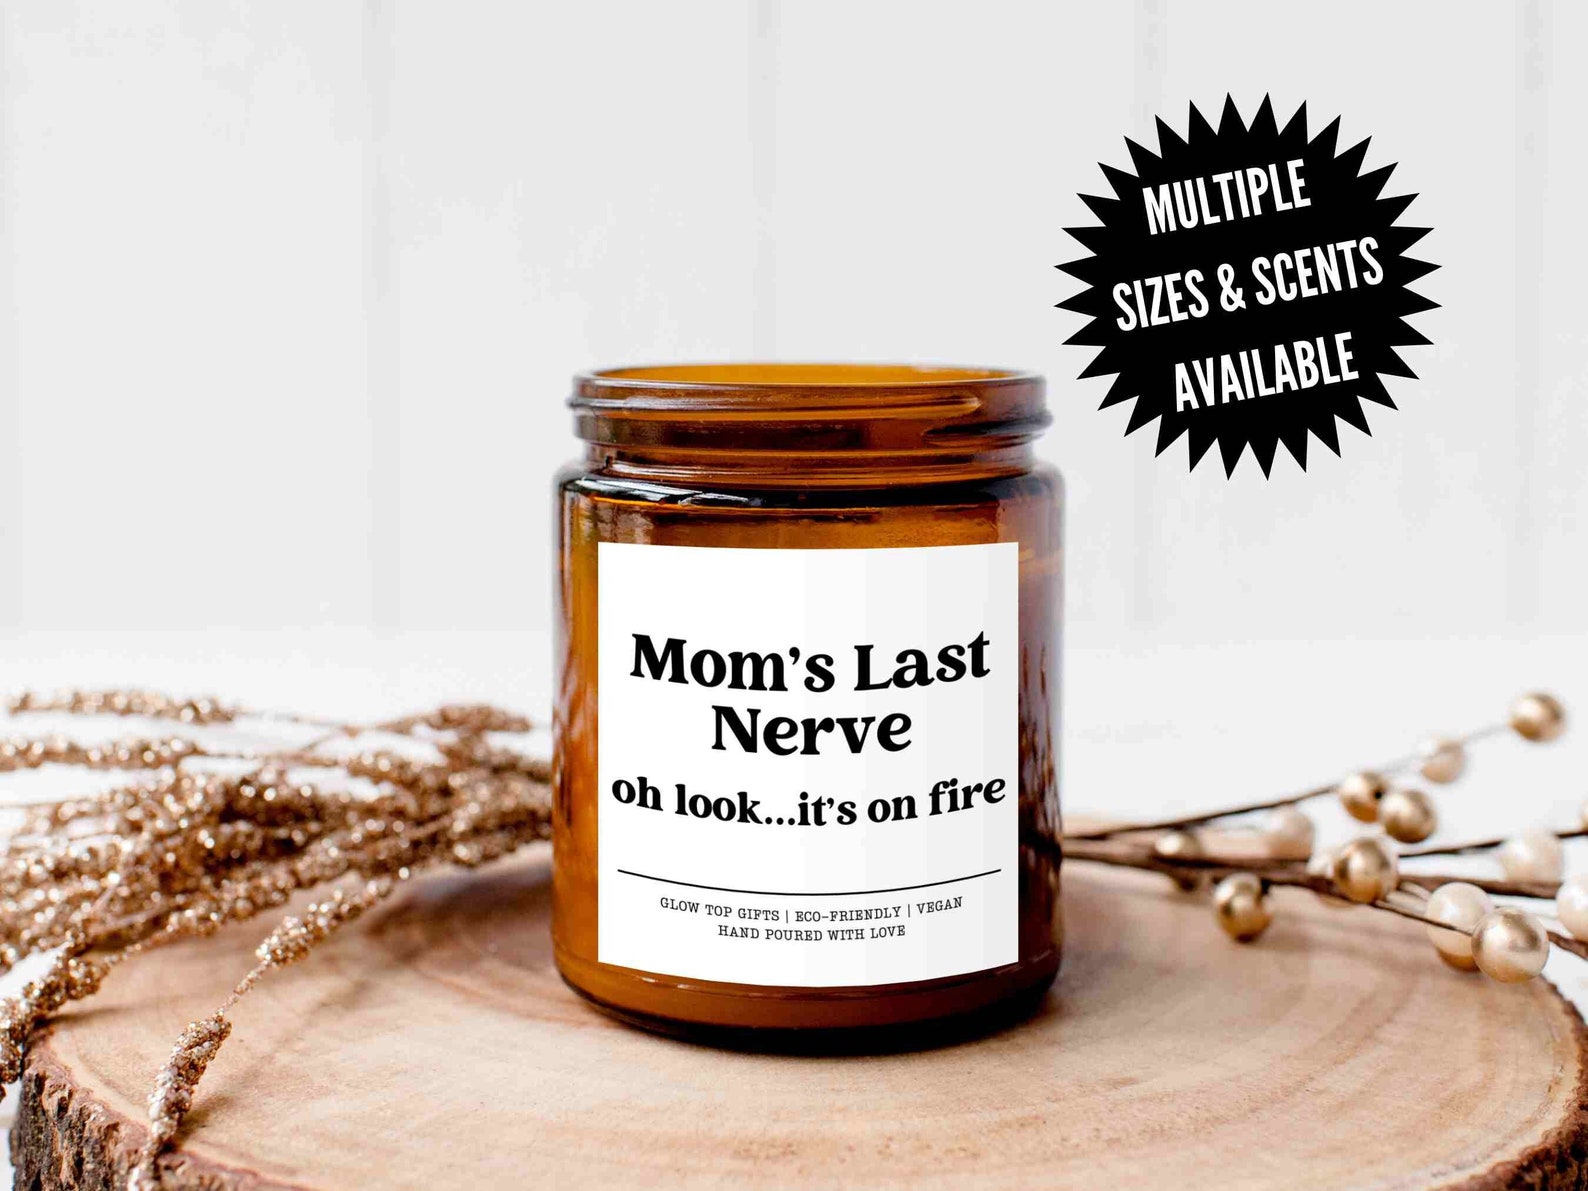 MULTIPLE
SIZES & SCENTS
AVAILABLE
Mom's Last
Nerve
oh look...it's on fire
GLOW TOP GIFTS | ECO-FRIENDLY | VEGAN
HAND POURED WITH LOVE